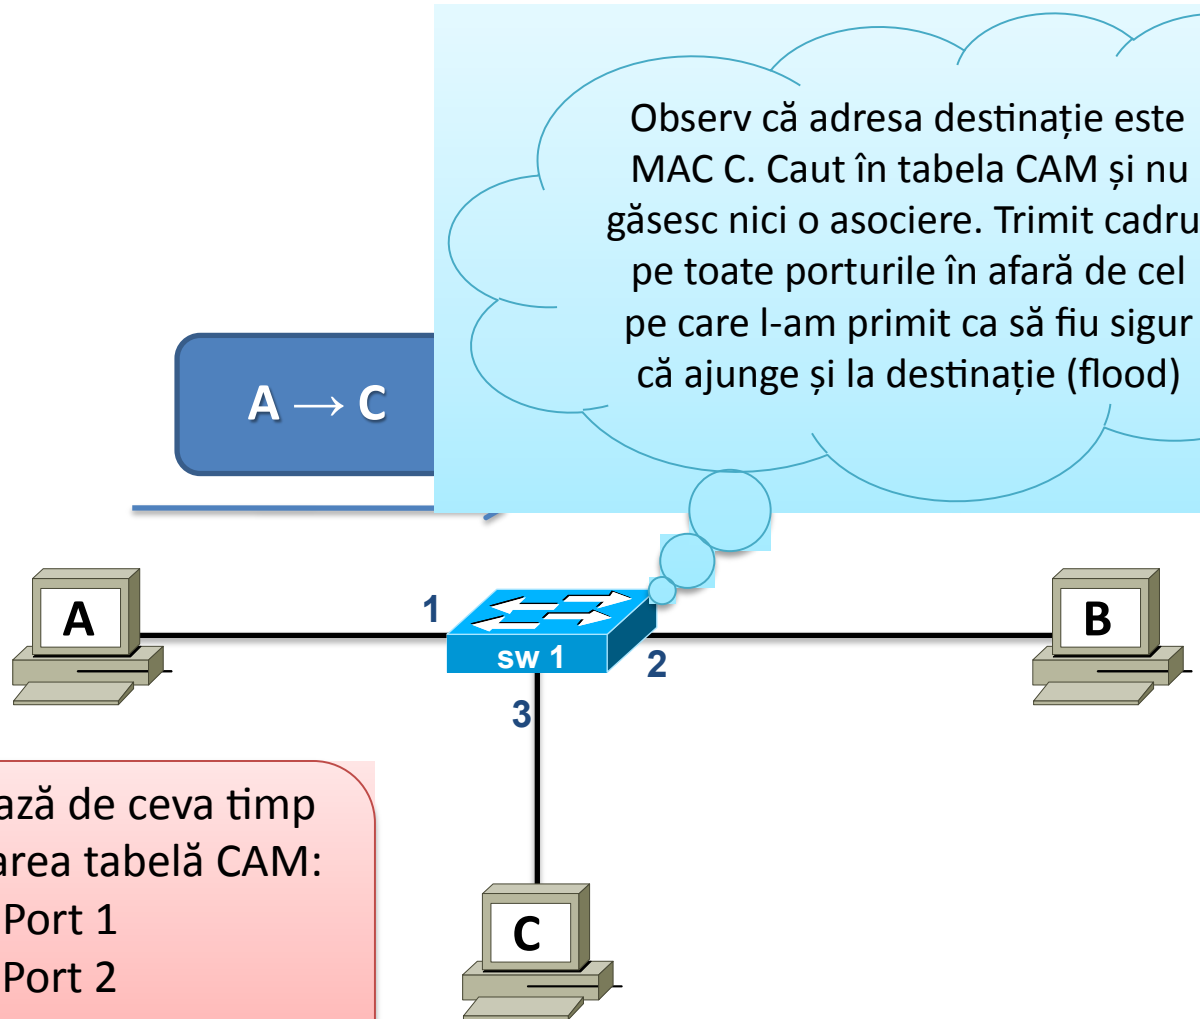 Observ că adresa destinație este
MAC C. Caut în tabela CAM și nu
găsesc nici o asociere. Trimit cadru
pe toate porturile în afară de cel
pe care l-am primit ca să fiu sigur
că ajunge și la destinație (flood)
A → C
A
1
sw 1
2
B
3
ază de ceva timp
area tabelă CAM:
Port 1
Port 2
C